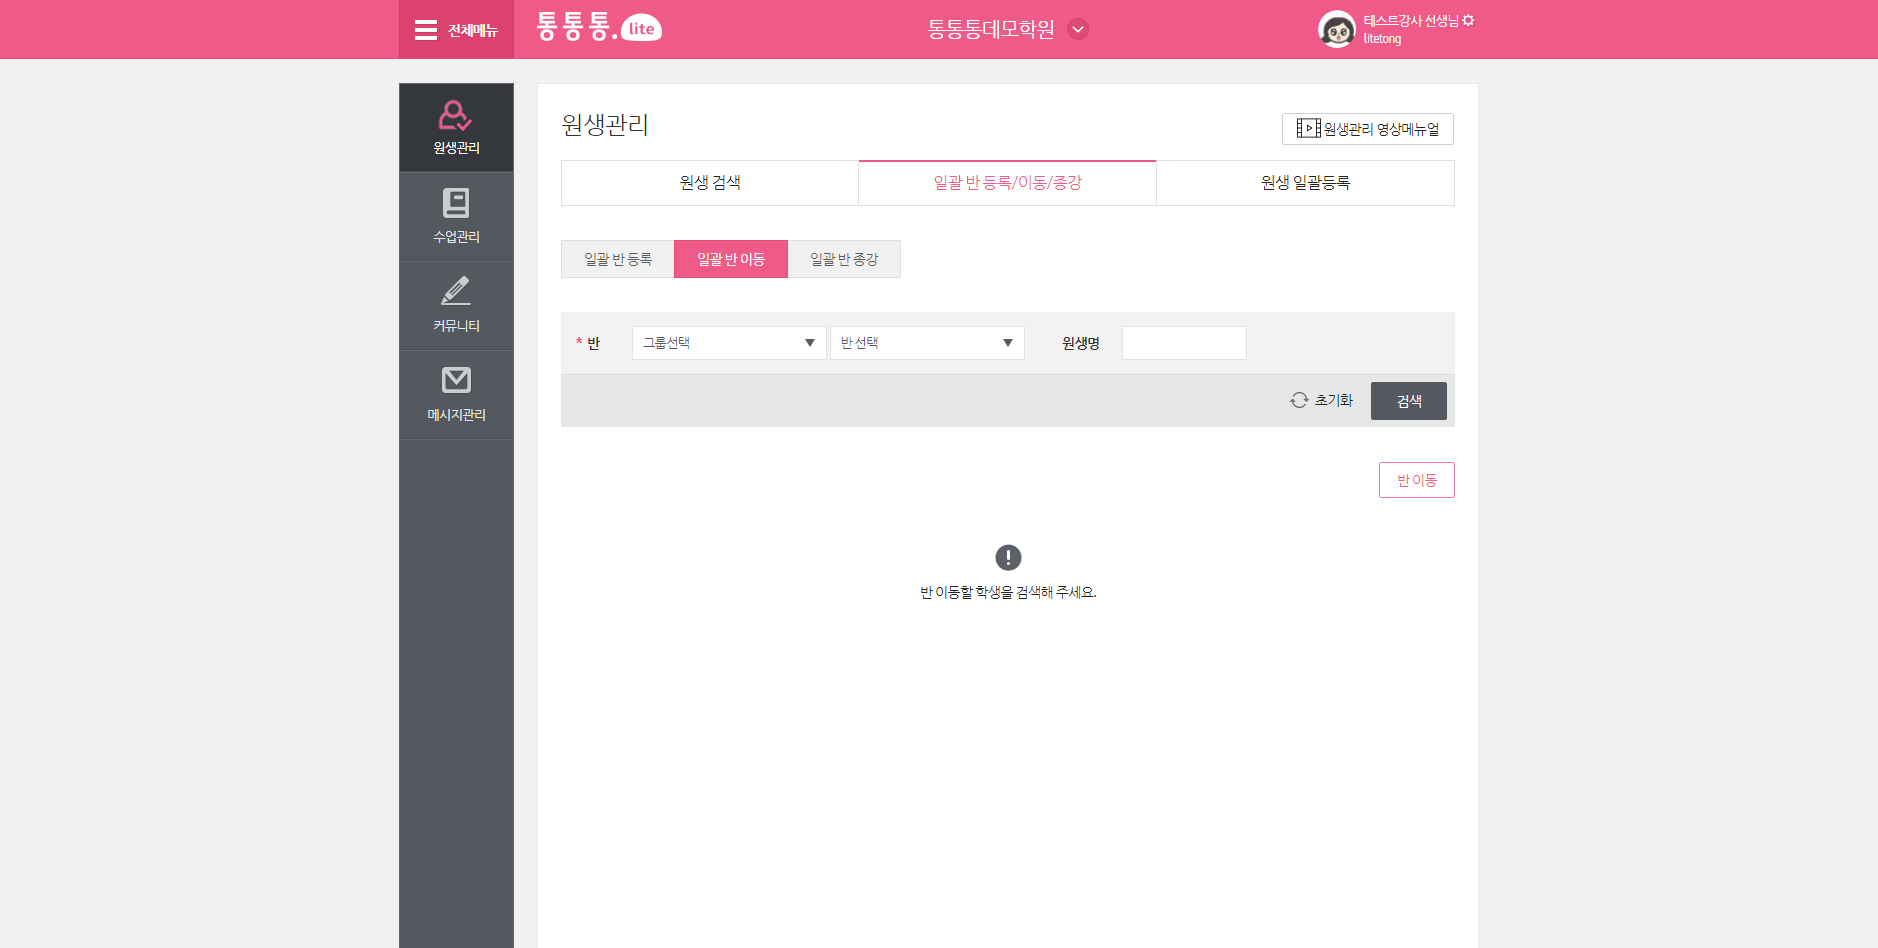 전체메뉴
통통통.lite
통통통데모학원
테스트강사 선생님
litetong
원생관리
수업관리
커뮤니티
메시지관리
원생관리
원생관리 영상메뉴얼
원생 검색
일괄 반 등록/이동/종강
원생 일괄등록
일괄 반 등록
일괄 반 이동
일괄 반 종강
* 반
그룹선택
반 선택
원생명
초기화
검색
반 이동
반 이동할 학생을 검색해 주세요.